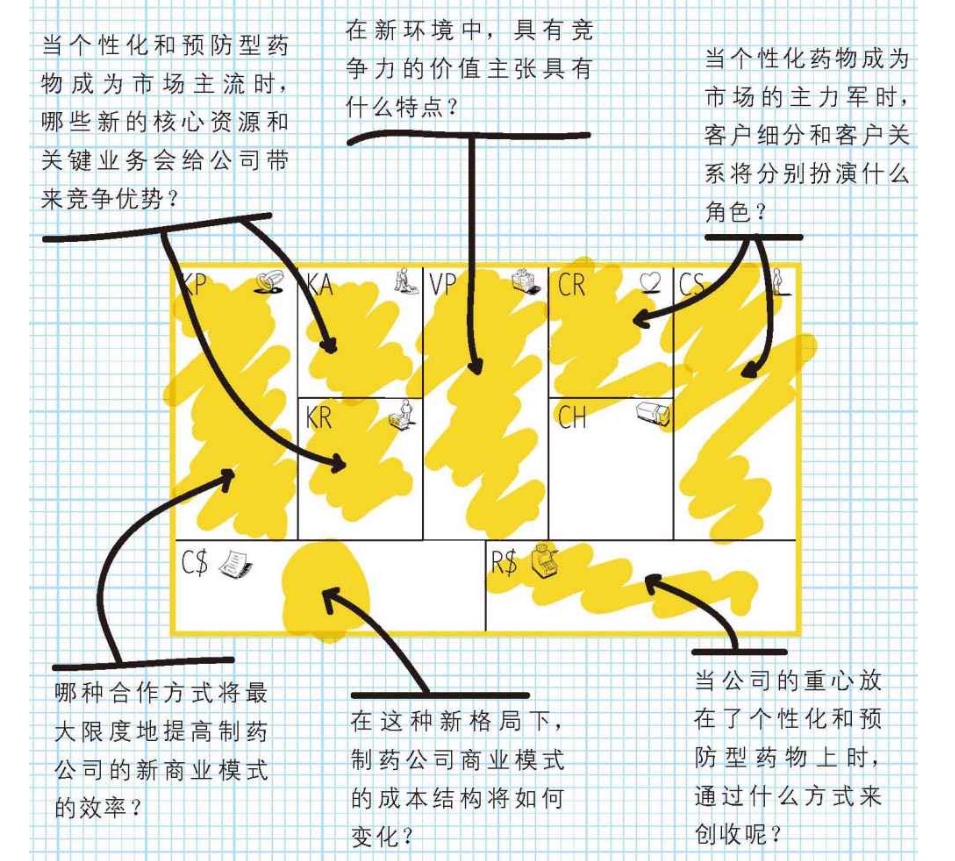 当个性化和预防型药
物成为市场主流时，
哪些新的核心资源和
关键业务会给公司带
来竞争优势？
在新环境中，具有竞
争力的价值主张具有
什么特点？
当个性化药物成为
市场的主力军时，
客户细分和客户关
系将分别扮演什么
角色？
KP
KA
VP
CR
CS
KR
CH
C$
R$
哪种合作方式将最
大限度地提高制药
公司的新商业模式
的效率？
在这种新格局下，
制药公司商业模式
的成本结构将如何
变化？
当公司的重心放
在了个性化和预
防型药物上时，
通过什么方式来
创收呢？